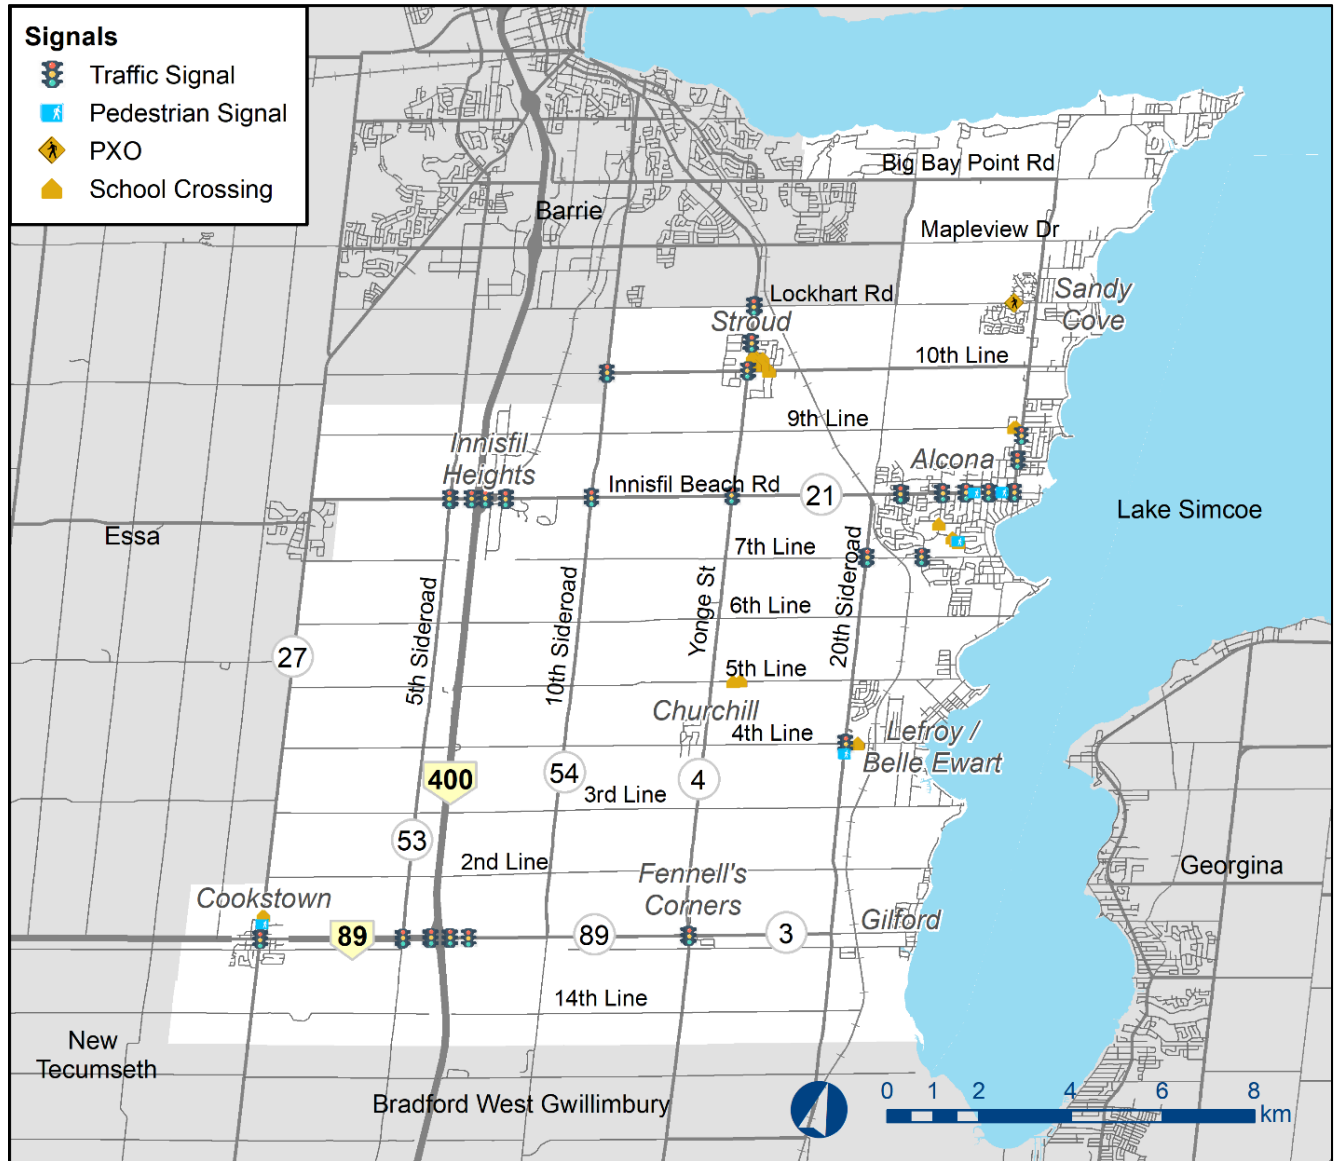 Signals
Traffic Signal
Pedestrian Signal
PXO
School Crossing
Big Bay Point Rd
Barrie
Mapleview Dr
Sandy
Cove
Lockhart Rd
Stroud
10th Line
9th Line
Innisfil
Heights
Alcona
Innisfil Beach Rd
21
Lake Simcoe
Essa
7th Line
5th Sideroad
10th Sideroad
Yonge St
20th Sideroad
6th Line
27
5th Line
Churchill
4th Line
Lefroy /
Belle Ewart
400
54
4
3rd Line
53
2nd Line
Fennell's
Corners
Georgina
Cookstown
Gilford
89
89
3
14th Line
New
Tecumseth
Bradford West Gwillimbury
0 1 2 4 6 8
km